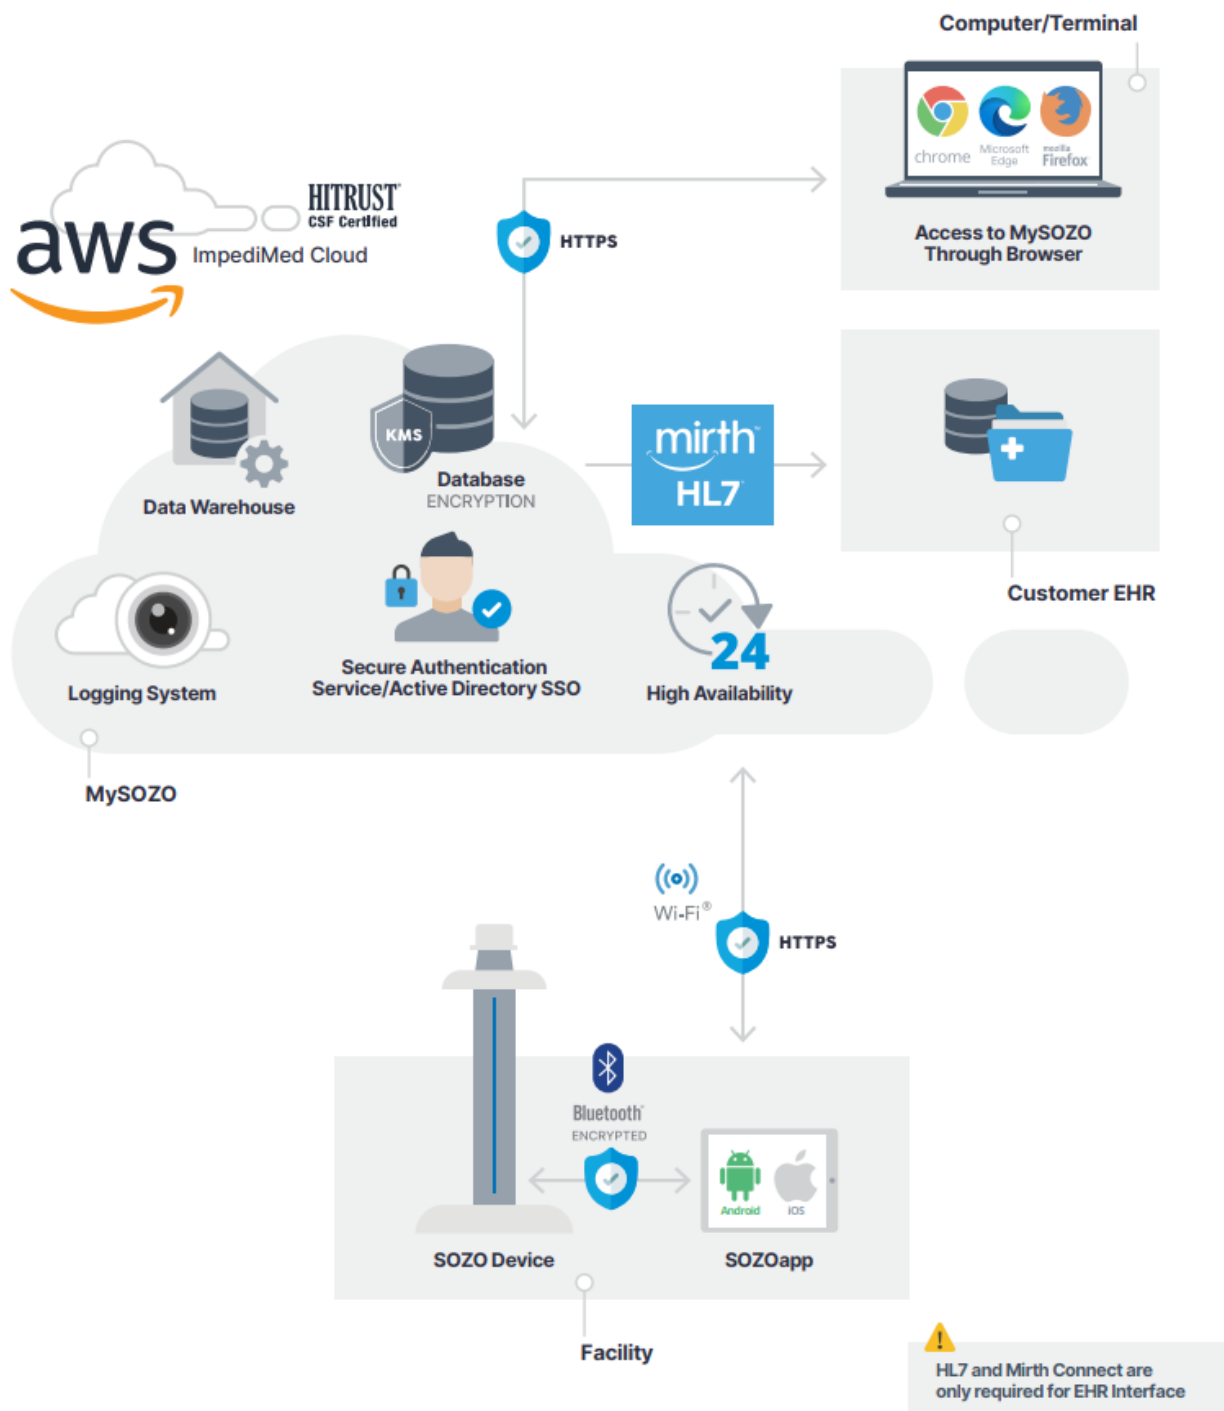 Computer/Terminal
chrome
Microsoft
Edge
mozilla
Firefox
Access to MySOZO
Through Browser
HITRUST
CSF Certified
aws
ImpediMed Cloud
HTTPS
KMS
Database
ENCRYPTION
Data Warehouse
mirth™
HL7
Customer EHR
Logging System
Secure Authentication
Service/Active Directory SSO
24
High Availability
MySOZO
Wi-Fi®
HTTPS
Bluetooth
ENCRYPTED
Android
iOS
SOZO Device
SOZOapp
Facility
!
HL7 and Mirth Connect are
only required for EHR Interface